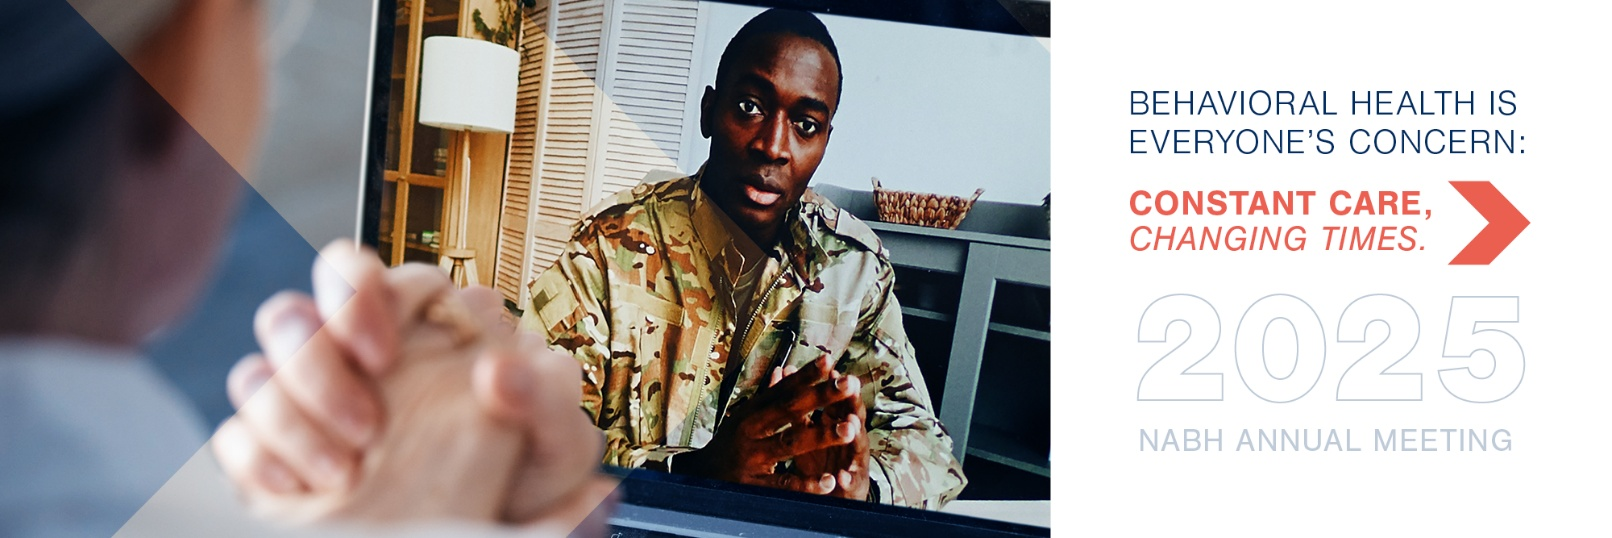 BEHAVIORAL HEALTH IS
EVERYONE’S CONCERN:
CONSTANT CARE,
CHANGING TIMES.
2025
NABH ANNUAL MEETING